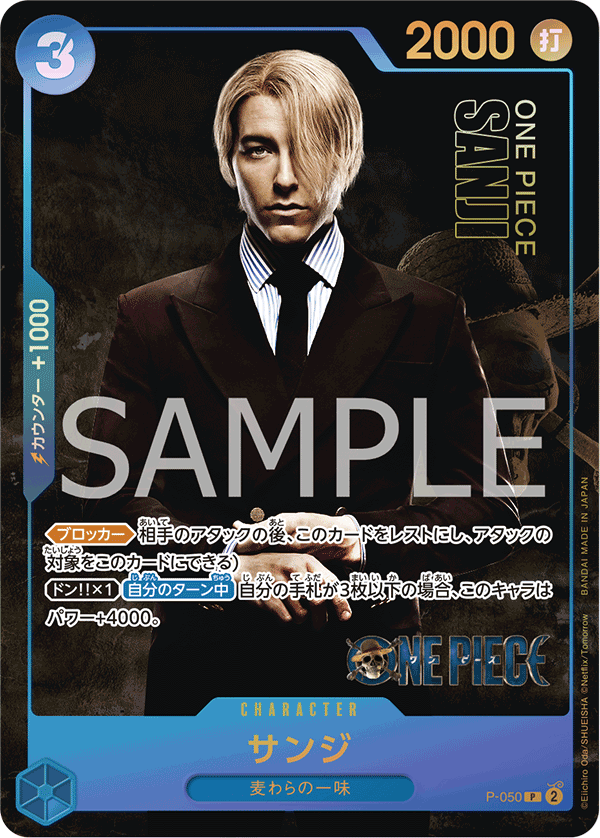 3
2000
打
ONE PIECE
SANJI
カウンター +1000
SAMPLE
ブロッカー 相手のアタックの後、このカードをレストにし、アタックの
対象をこのカードにできる)
ドン!!×1 自分のターン中 自分の手札が3枚以下の場合、このキャラは
パワー+4000。
ONE PIECE
ワンピース
CHARACTER
サンジ
麦わらの一味
P-050 P 2
©Eiichiro Oda/SHUEISHA ©Netflix/Tomorrow
BANDAI MADE IN JAPAN